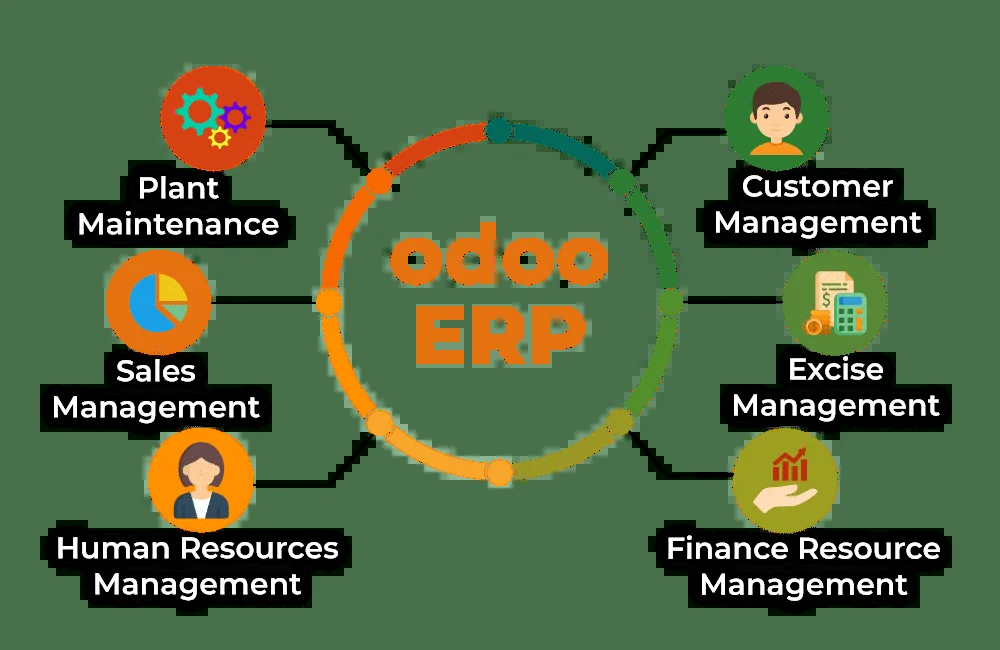 Plant
Maintenance
Customer
Management
odoo
ERP
Sales
Management
Excise
Management
Human Resources
Management
Finance Resource
Management
$